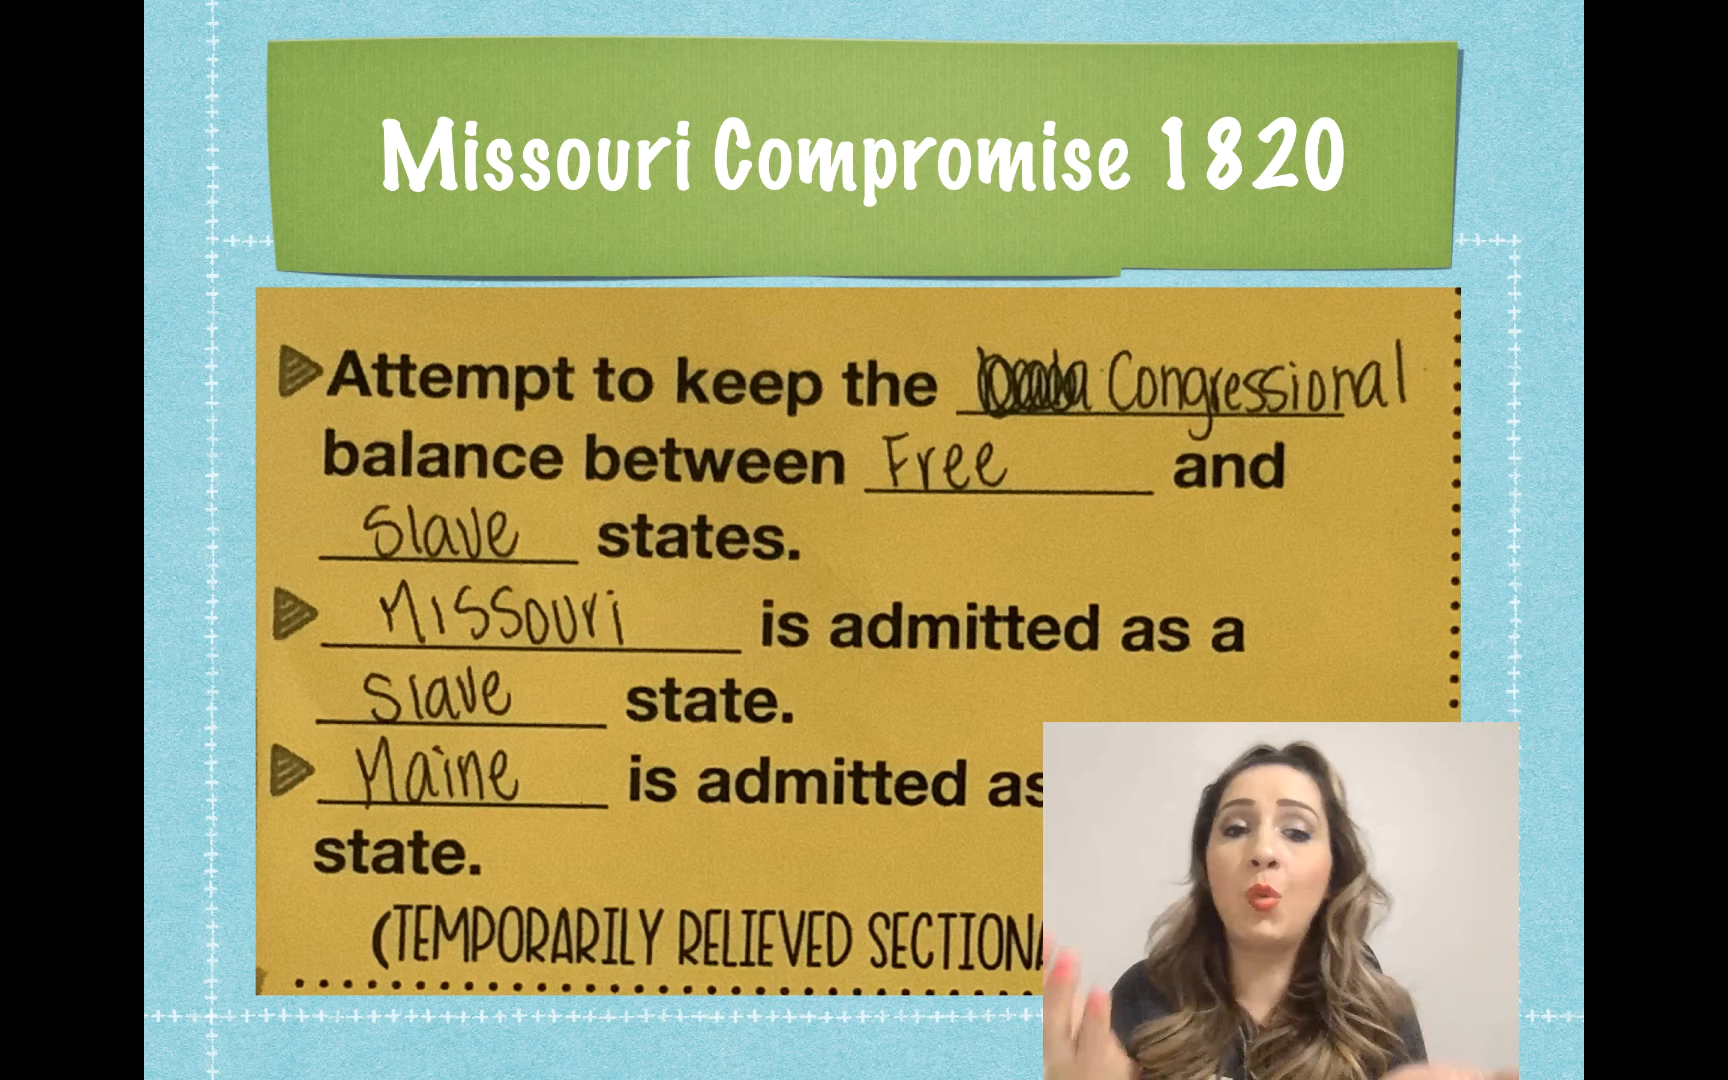 Missouri Compromise 1820
Attempt to keep the Congressional
balance between Free and
Slave states.
Missouri is admitted as a
Slave state.
Maine is admitted as
state.
(TEMPORARILY RELIEVED